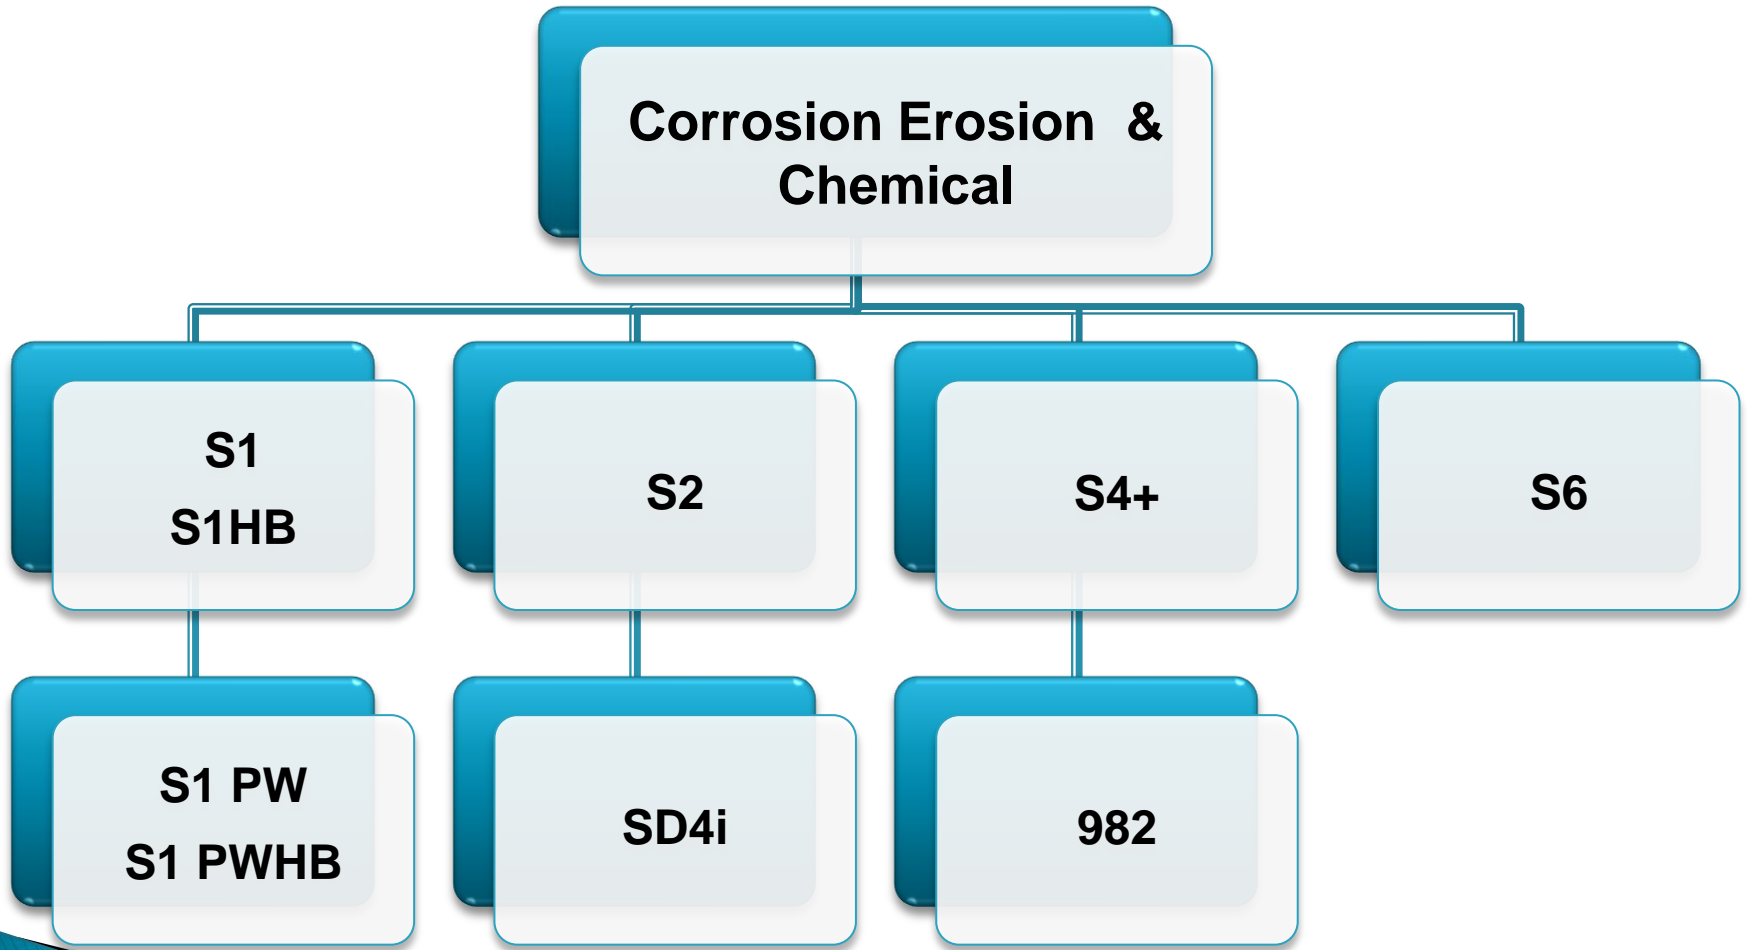 Corrosion Erosion &
Chemical
S1
S1HB
S2
S4+
S6
S1 PW
S1 PWHB
SD4i
982